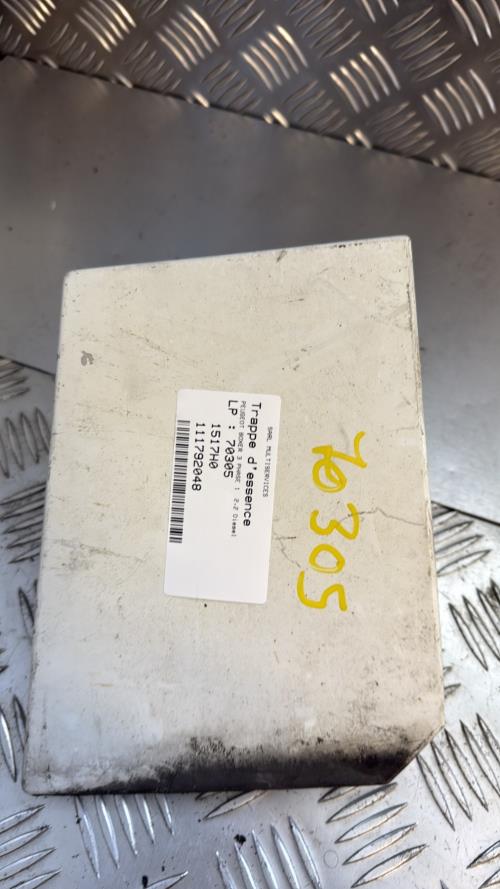 SARL MULTISERVICES
Trappe d'essence
PEUGEOT BOXER 3 PHASE 1 2.2 Diesel
LP : 70305
1517H0
111792048
70305